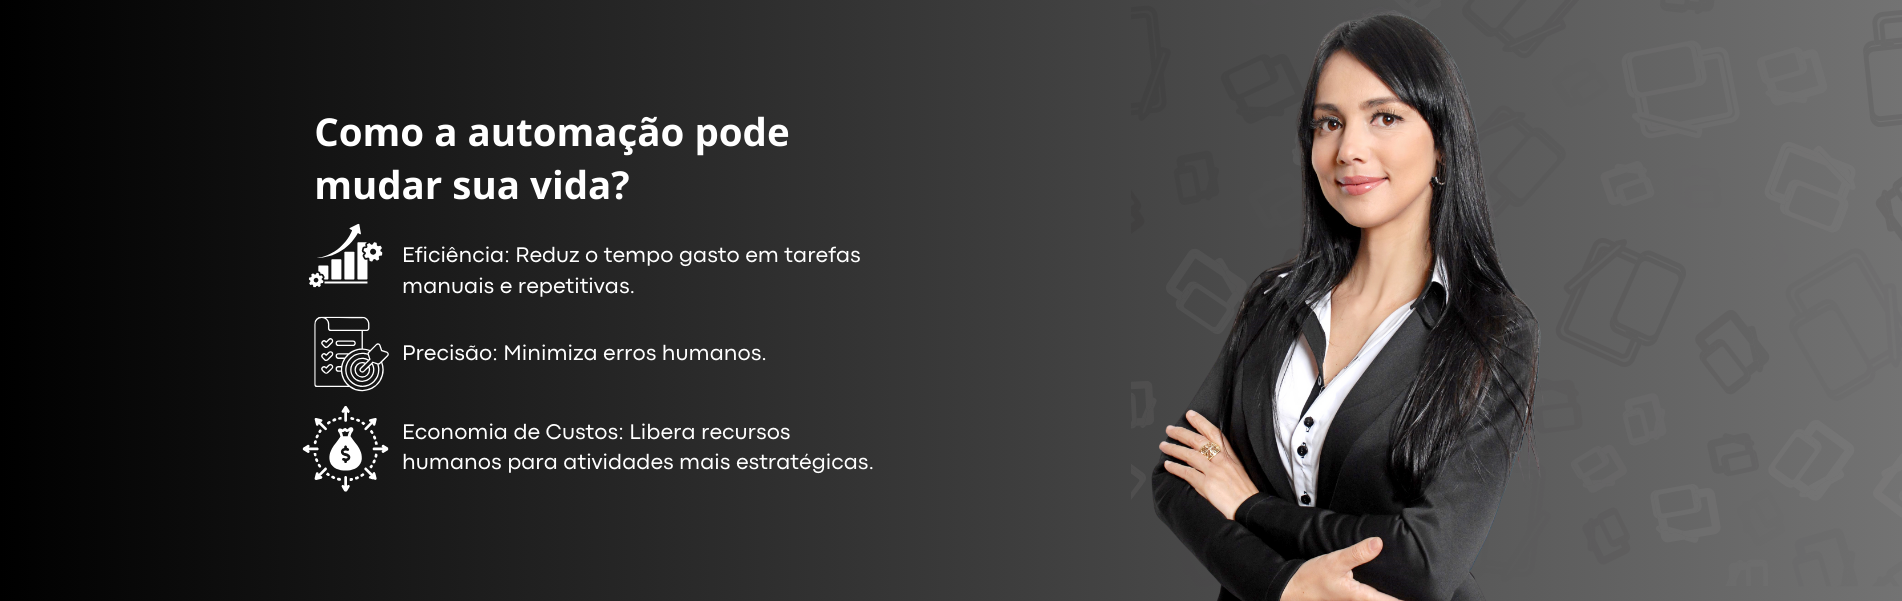 Como a automação pode
mudar sua vida?
Eficiência: Reduz o tempo gasto em tarefas
manuais e repetitivas.
Precisão: Minimiza erros humanos.
Economia de Custos: Libera recursos
humanos para atividades mais estratégicas.
$